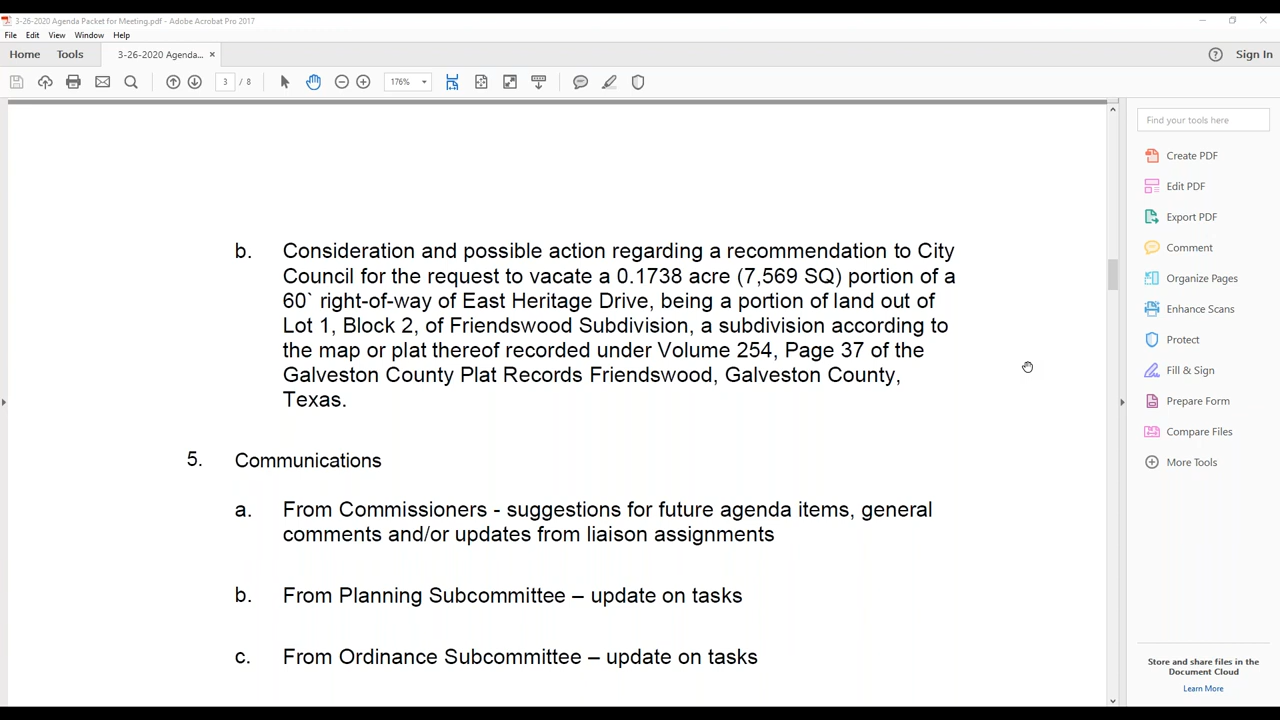 3-26-2020 Agenda Packet for Meeting.pdf - Adobe Acrobat Pro 2017
File Edit View Window Help
Home Tools 3-26-2020 Agenda... × Sign In
3 / 8 176%
Find your tools here
Create PDF
Edit PDF
Export PDF
Comment
Organize Pages
Enhance Scans
Protect
Fill & Sign
Prepare Form
Compare Files
More Tools
Store and share files in the
Document Cloud
Learn More
b. Consideration and possible action regarding a recommendation to City
Council for the request to vacate a 0.1738 acre (7,569 SQ) portion of a
60` right-of-way of East Heritage Drive, being a portion of land out of
Lot 1, Block 2, of Friendswood Subdivision, a subdivision according to
the map or plat thereof recorded under Volume 254, Page 37 of the
Galveston County Plat Records Friendswood, Galveston County,
Texas.
5. Communications
a. From Commissioners - suggestions for future agenda items, general
comments and/or updates from liaison assignments
b. From Planning Subcommittee – update on tasks
c. From Ordinance Subcommittee – update on tasks